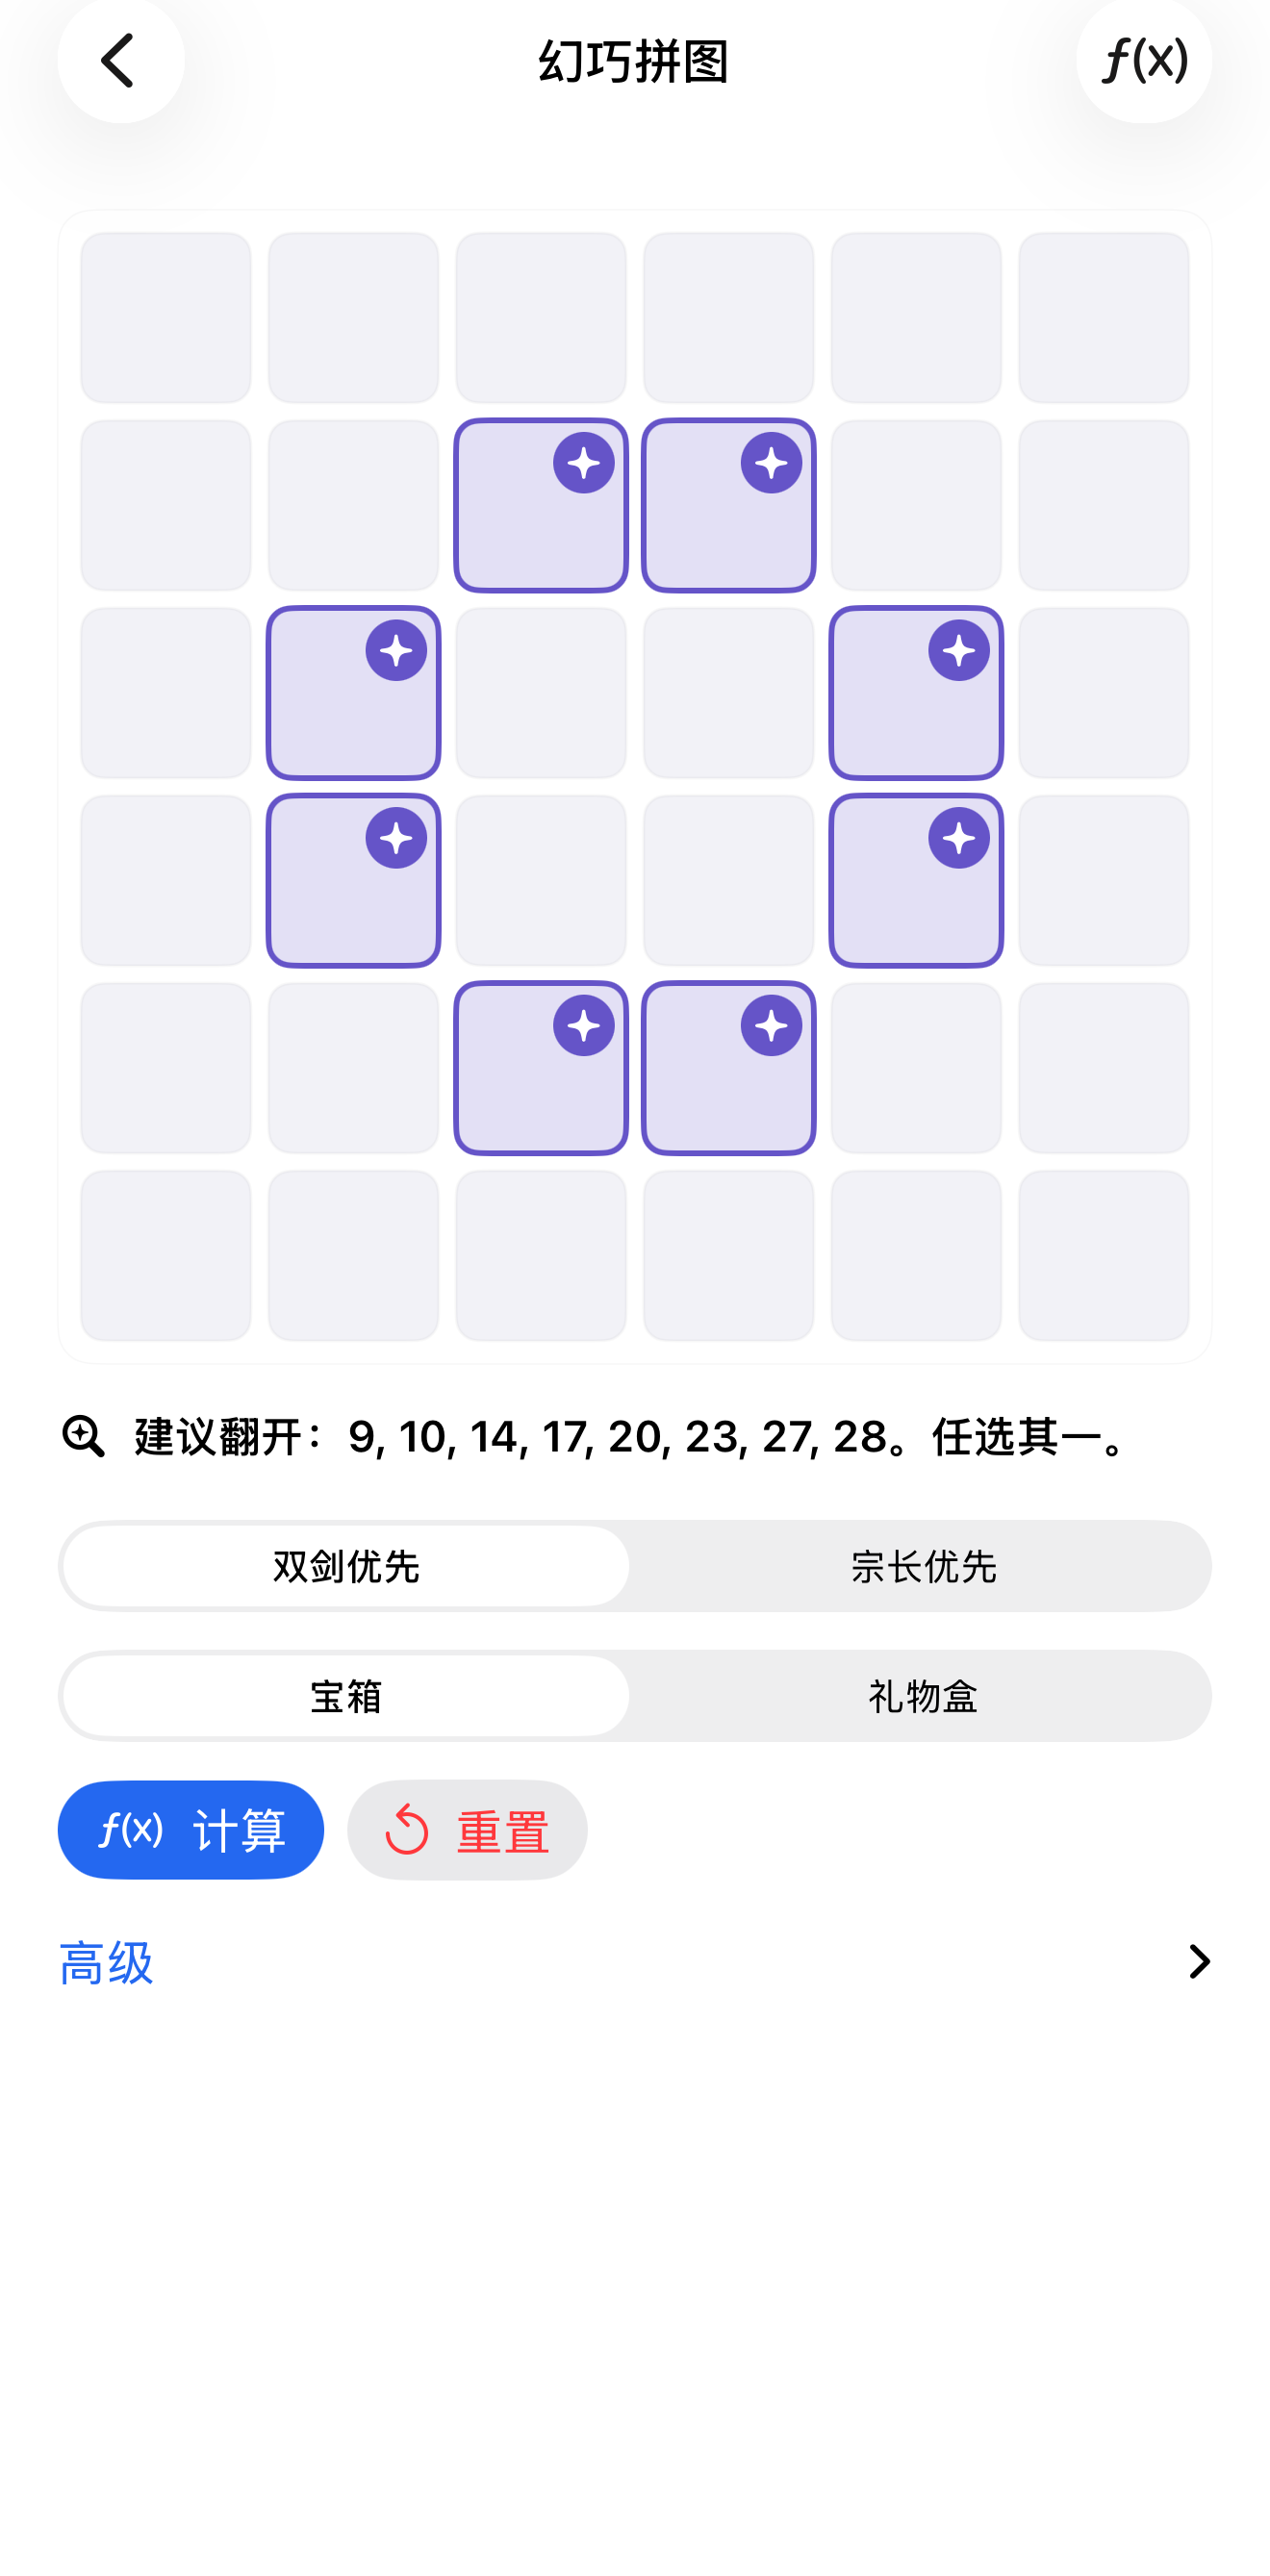 幻巧拼图
ƒ(x)
建议翻开：9, 10, 14, 17, 20, 23, 27, 28。任选其一。
双剑优先
宗长优先
宝箱
礼物盒
ƒ(x) 计算
重置
高级